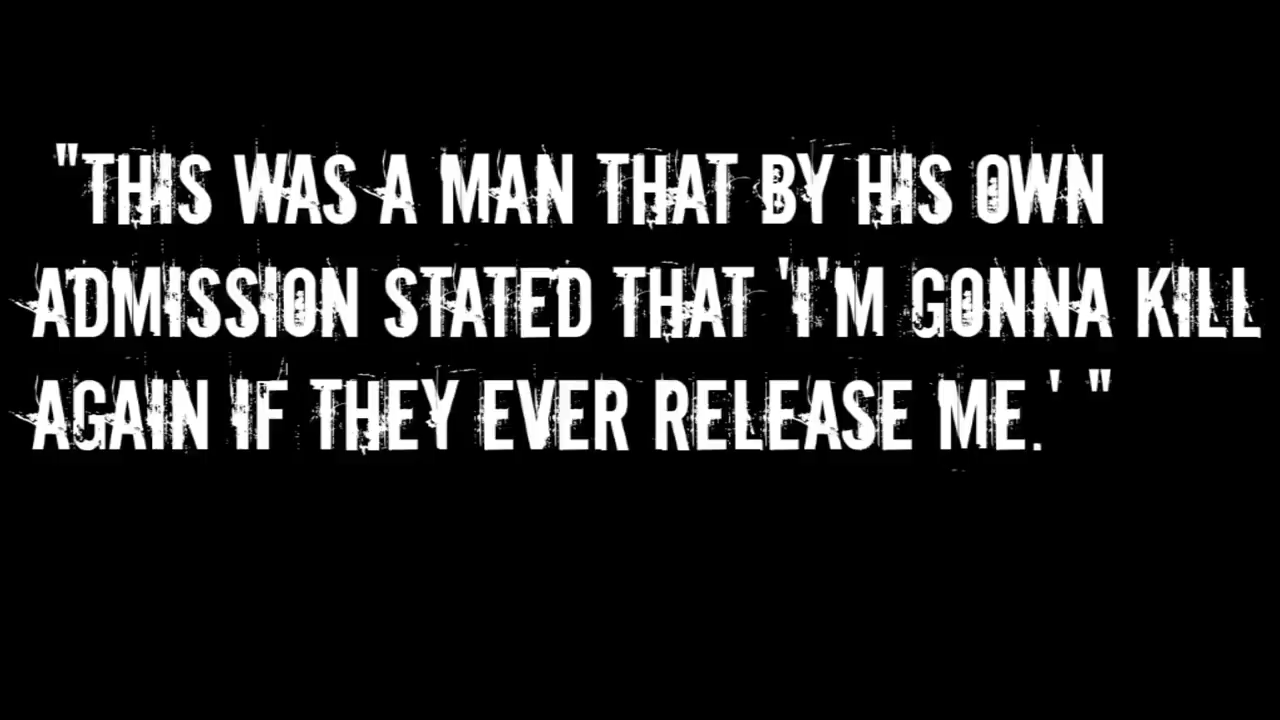 "THIS WAS A MAN THAT BY HIS OWN
ADMISSION STATED THAT 'I'M GONNA KILL
AGAIN IF THEY EVER RELEASE ME.' "